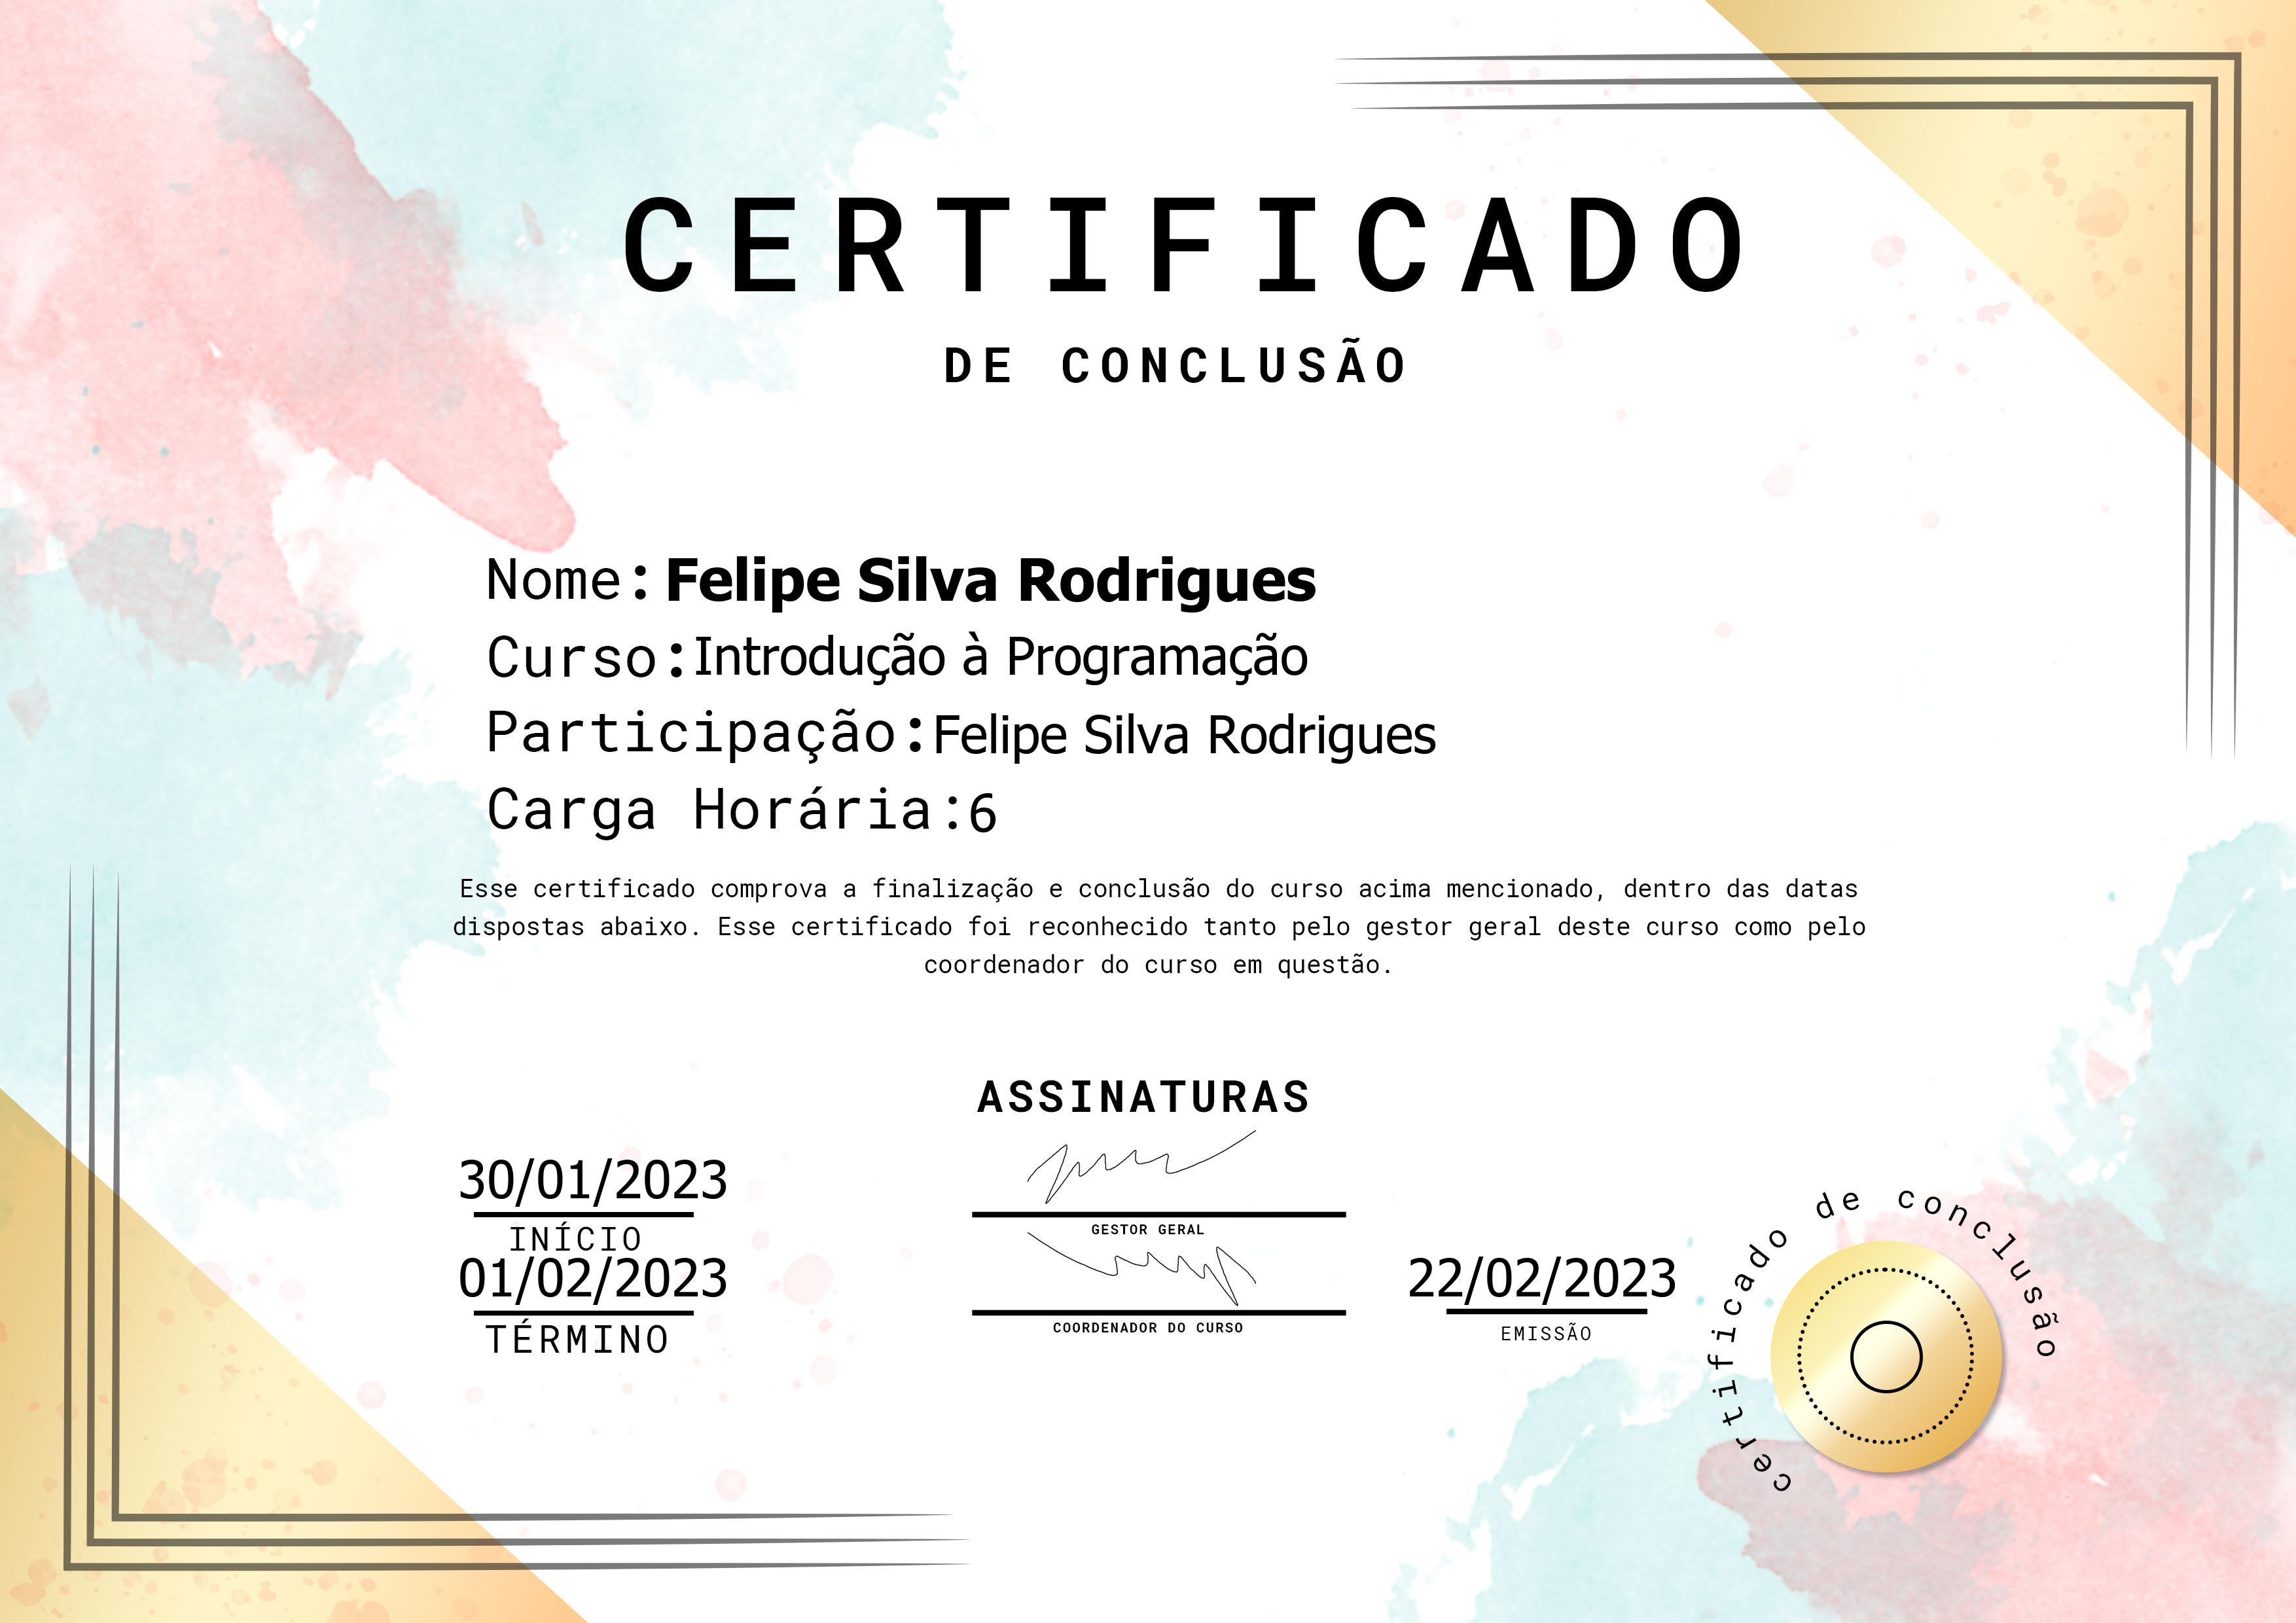 CERTIFICADO
DE CONCLUSÃO
Nome: Felipe Silva Rodrigues
Curso: Introdução à Programação
Participação: Felipe Silva Rodrigues
Carga Horária: 6
Esse certificado comprova a finalização e conclusão do curso acima mencionado, dentro das datas
dispostas abaixo. Esse certificado foi reconhecido tanto pelo gestor geral deste curso como pelo
coordenador do curso em questão.
ASSINATURAS
30/01/2023
INÍCIO
GESTOR GERAL
01/02/2023
TÉRMINO
COORDENADOR DO CURSO
22/02/2023
EMISSÃO
certificado de conclusão